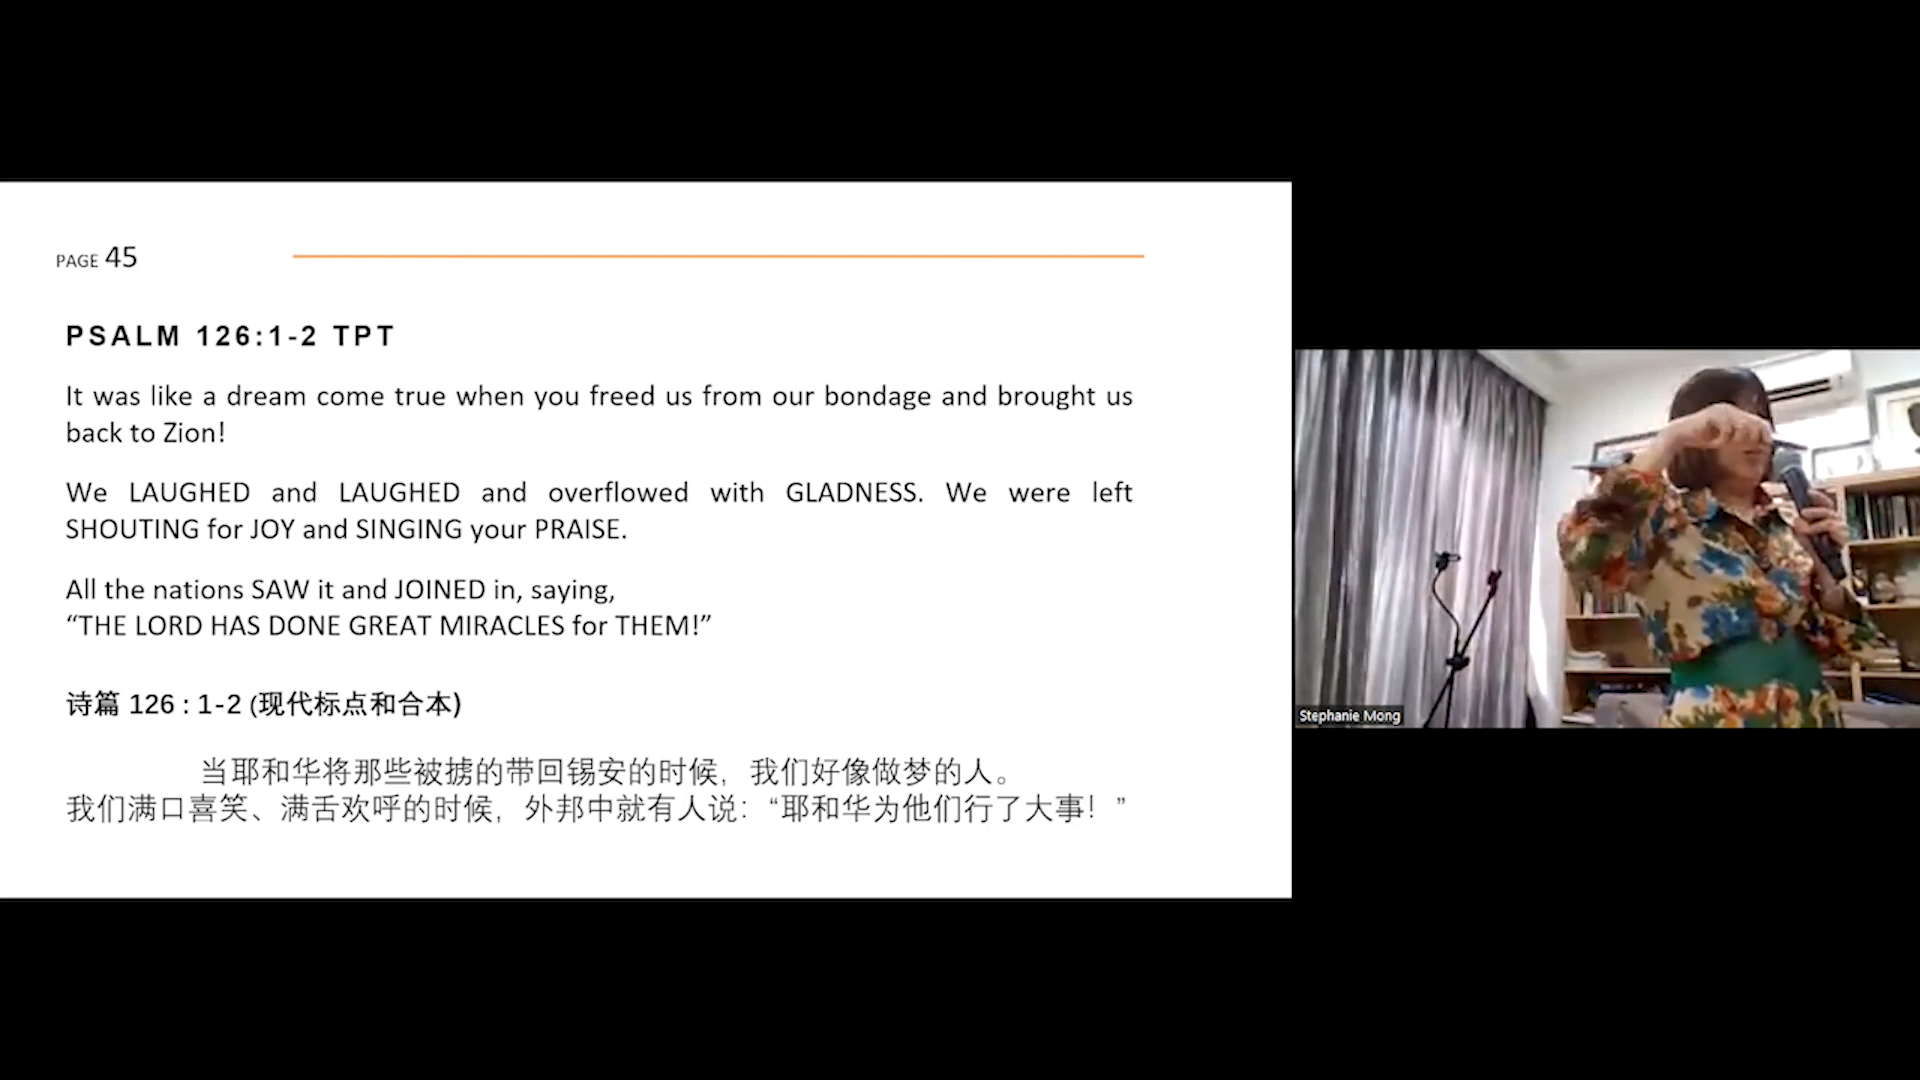 PAGE 45
PSALM 126:1-2 TPT
It was like a dream come true when you freed us from our bondage and brought us
back to Zion!
We LAUGHED and LAUGHED and overflowed with GLADNESS. We were left
SHOUTING for JOY and SINGING your PRAISE.
All the nations SAW it and JOINED in, saying,
“THE LORD HAS DONE GREAT MIRACLES for THEM!”
诗篇 126 : 1-2 (现代标点和合本)
当耶和华将那些被掳的带回锡安的时候，我们好像做梦的人。
我们满口喜笑、满舌欢呼的时候，外邦中就有人说：“耶和华为他们行了大事！”
Stephanie Mong